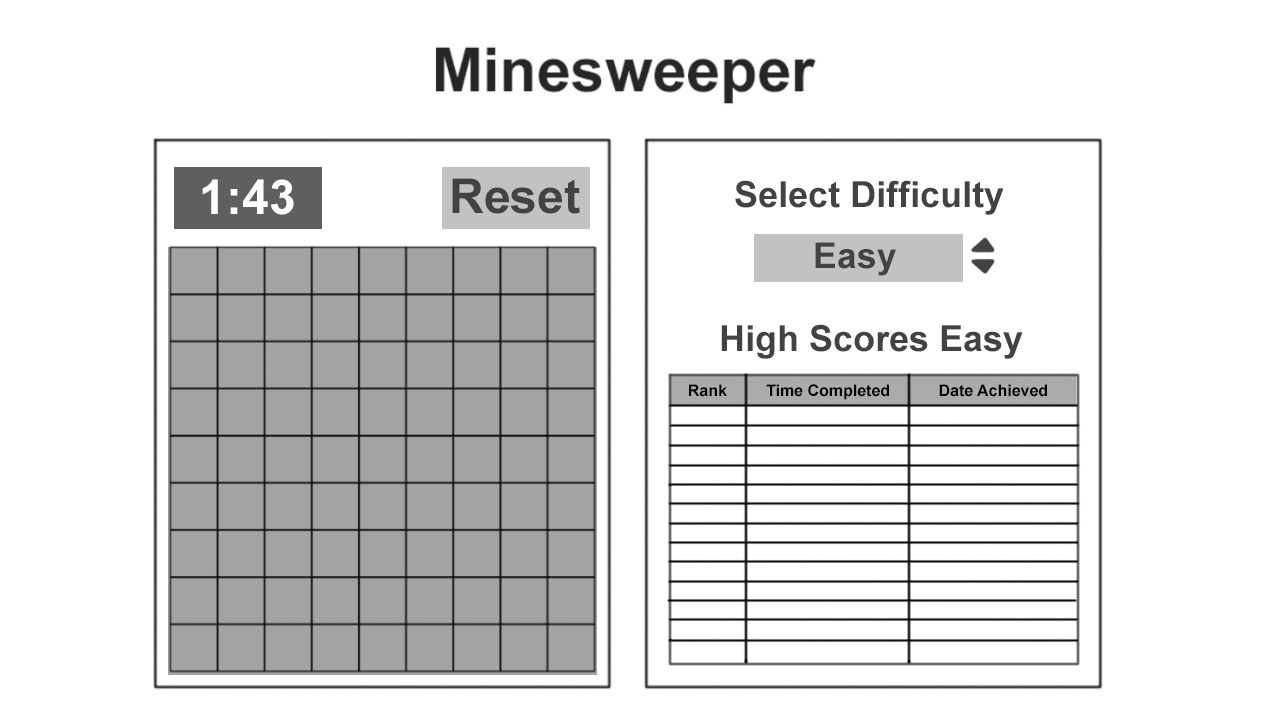 Minesweeper
1:43
Reset
Select Difficulty
Easy
High Scores Easy
Rank Time Completed Date Achieved